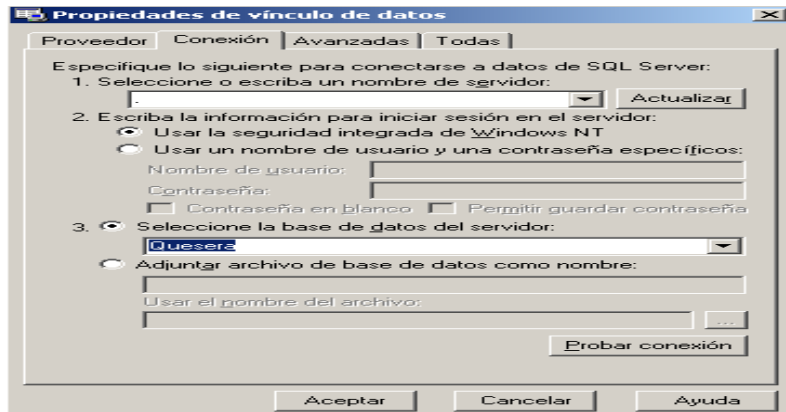 Propiedades de vínculo de datos
Proveedor Conexión Avanzadas Todas
Especifique lo siguiente para conectarse a datos de SQL Server:
1. Seleccione o escriba un nombre de servidor:
. Actualizar
2. Escriba la información para iniciar sesión en el servidor:
Usar la seguridad integrada de Windows NT
Usar un nombre de usuario y una contraseña específicos:
Nombre de usuario:
Contraseña:
Contraseña en blanco Permitir guardar contraseña
3. Seleccione la base de datos del servidor:
Quesera
Adjuntar archivo de base de datos como nombre:
Usar el nombre del archivo:
...
Probar conexión
Aceptar Cancelar Ayuda